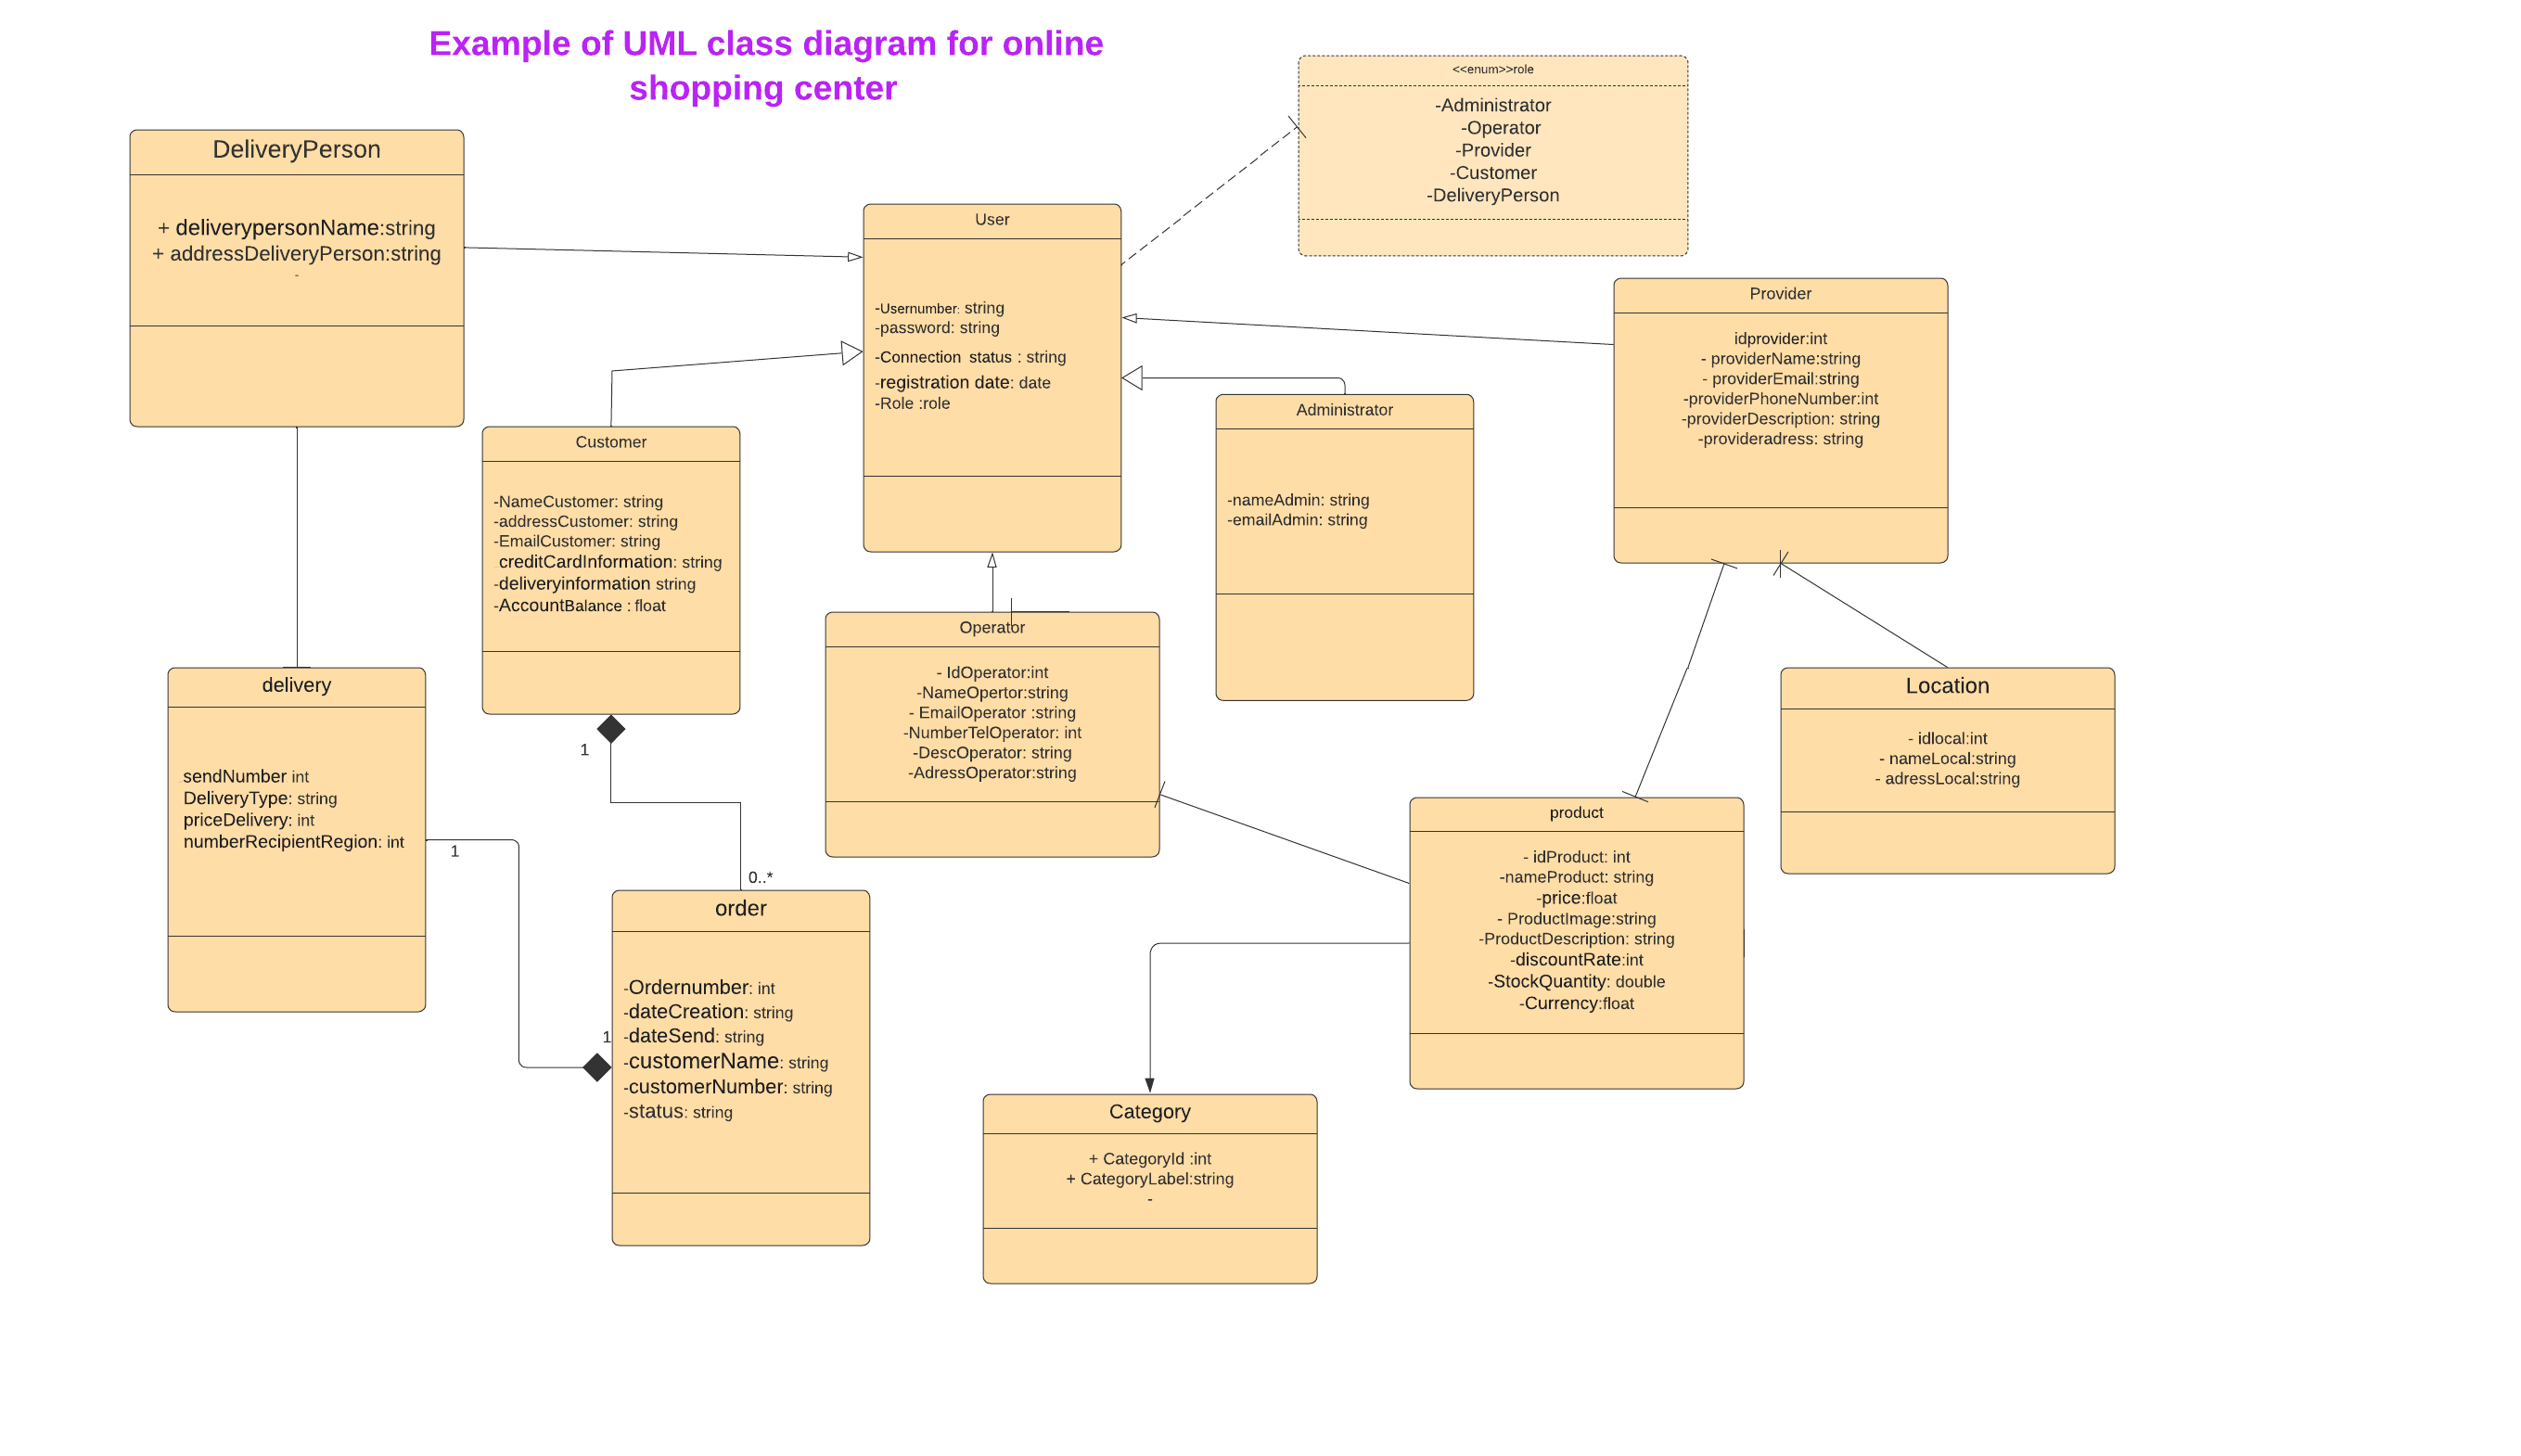 Example of UML class diagram for online
shopping center
<<enum>>role
-Administrator
-Operator
-Provider
-Customer
-DeliveryPerson
DeliveryPerson
+ deliverypersonName:string
+ addressDeliveryPerson:string
-
User
-Usernumber: string
-password: string
-Connection status : string
-registration date: date
-Role :role
Provider
idprovider:int
- providerName:string
- providerEmail:string
-providerPhoneNumber:int
-providerDescription: string
-provideradress: string
Administrator
-nameAdmin: string
-emailAdmin: string
Customer
-NameCustomer: string
-addressCustomer: string
-EmailCustomer: string
creditCardInformation: string
-deliveryinformation string
-AccountBalance : float
Operator
- IdOperator:int
-NameOpertor:string
- EmailOperator :string
-NumberTelOperator: int
-DescOperator: string
-AdressOperator:string
delivery
sendNumber int
DeliveryType: string
priceDelivery: int
numberRecipientRegion: int
Location
- idlocal:int
- nameLocal:string
- adressLocal:string
1
1
0..*
1
product
- idProduct: int
-nameProduct: string
-price:float
- ProductImage:string
-ProductDescription: string
-discountRate:int
-StockQuantity: double
-Currency:float
order
-Ordernumber: int
-dateCreation: string
-dateSend: string
-customerName: string
-customerNumber: string
-status: string
Category
+ CategoryId :int
+ CategoryLabel:string
-